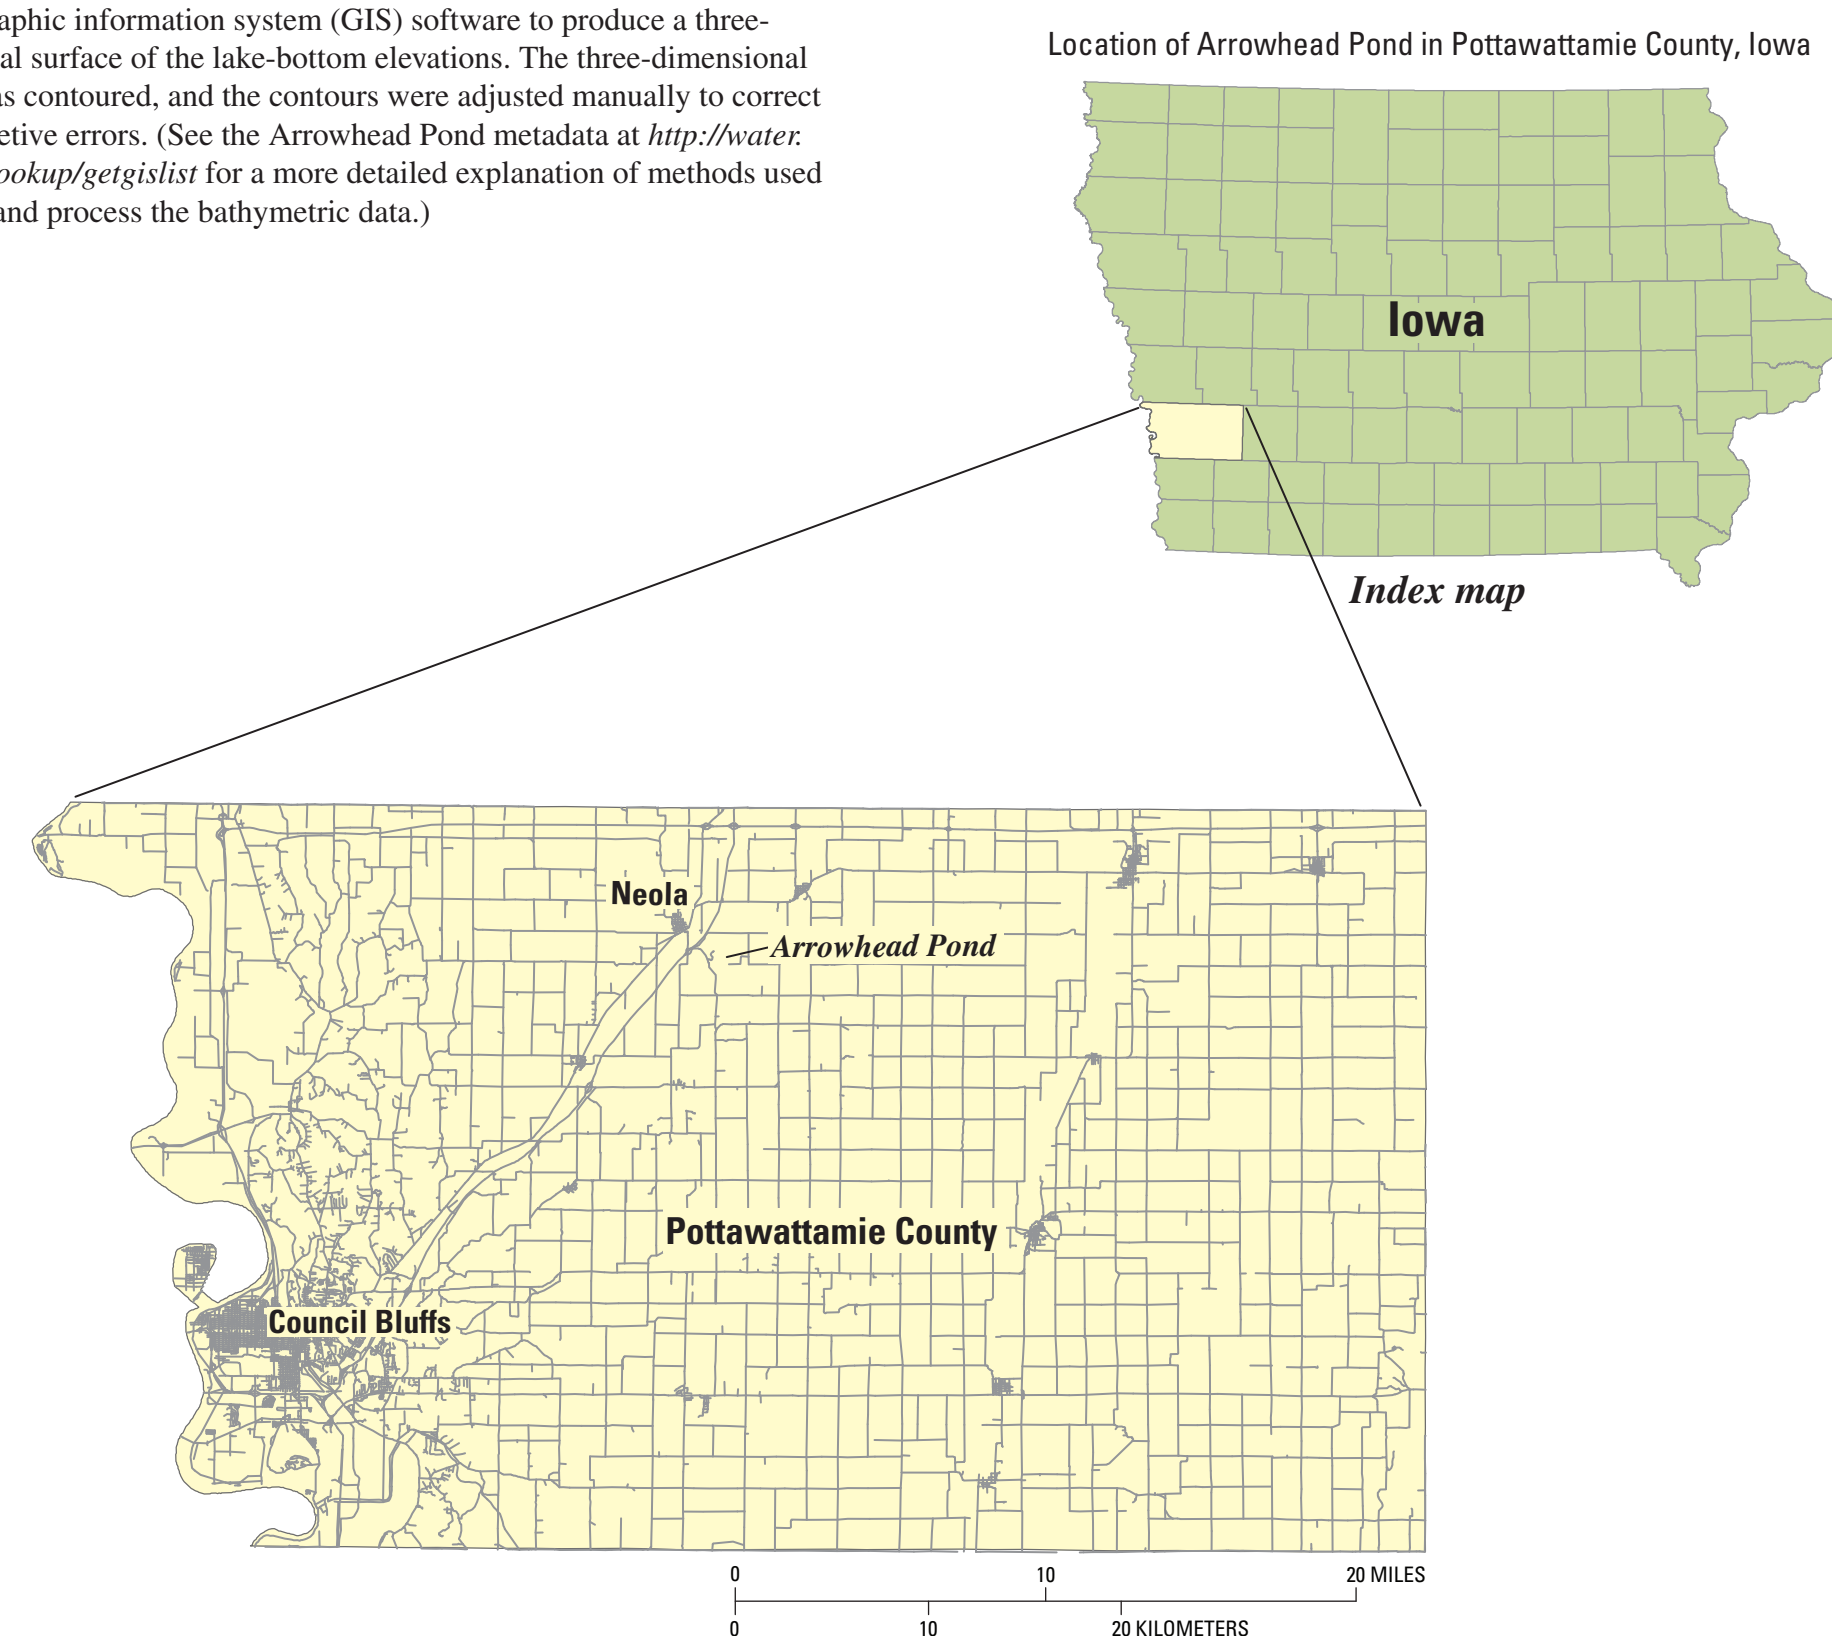 aphic information system (GIS) software to produce a three-
al surface of the lake-bottom elevations. The three-dimensional
as contoured, and the contours were adjusted manually to correct
etive errors. (See the Arrowhead Pond metadata at http://water.
ookup/getgislist for a more detailed explanation of methods used
and process the bathymetric data.)
Location of Arrowhead Pond in Pottawattamie County, Iowa
Iowa
Index map
Neola
Arrowhead Pond
Pottawattamie County
Council Bluffs
0 10 20 MILES
0 10 20 KILOMETERS